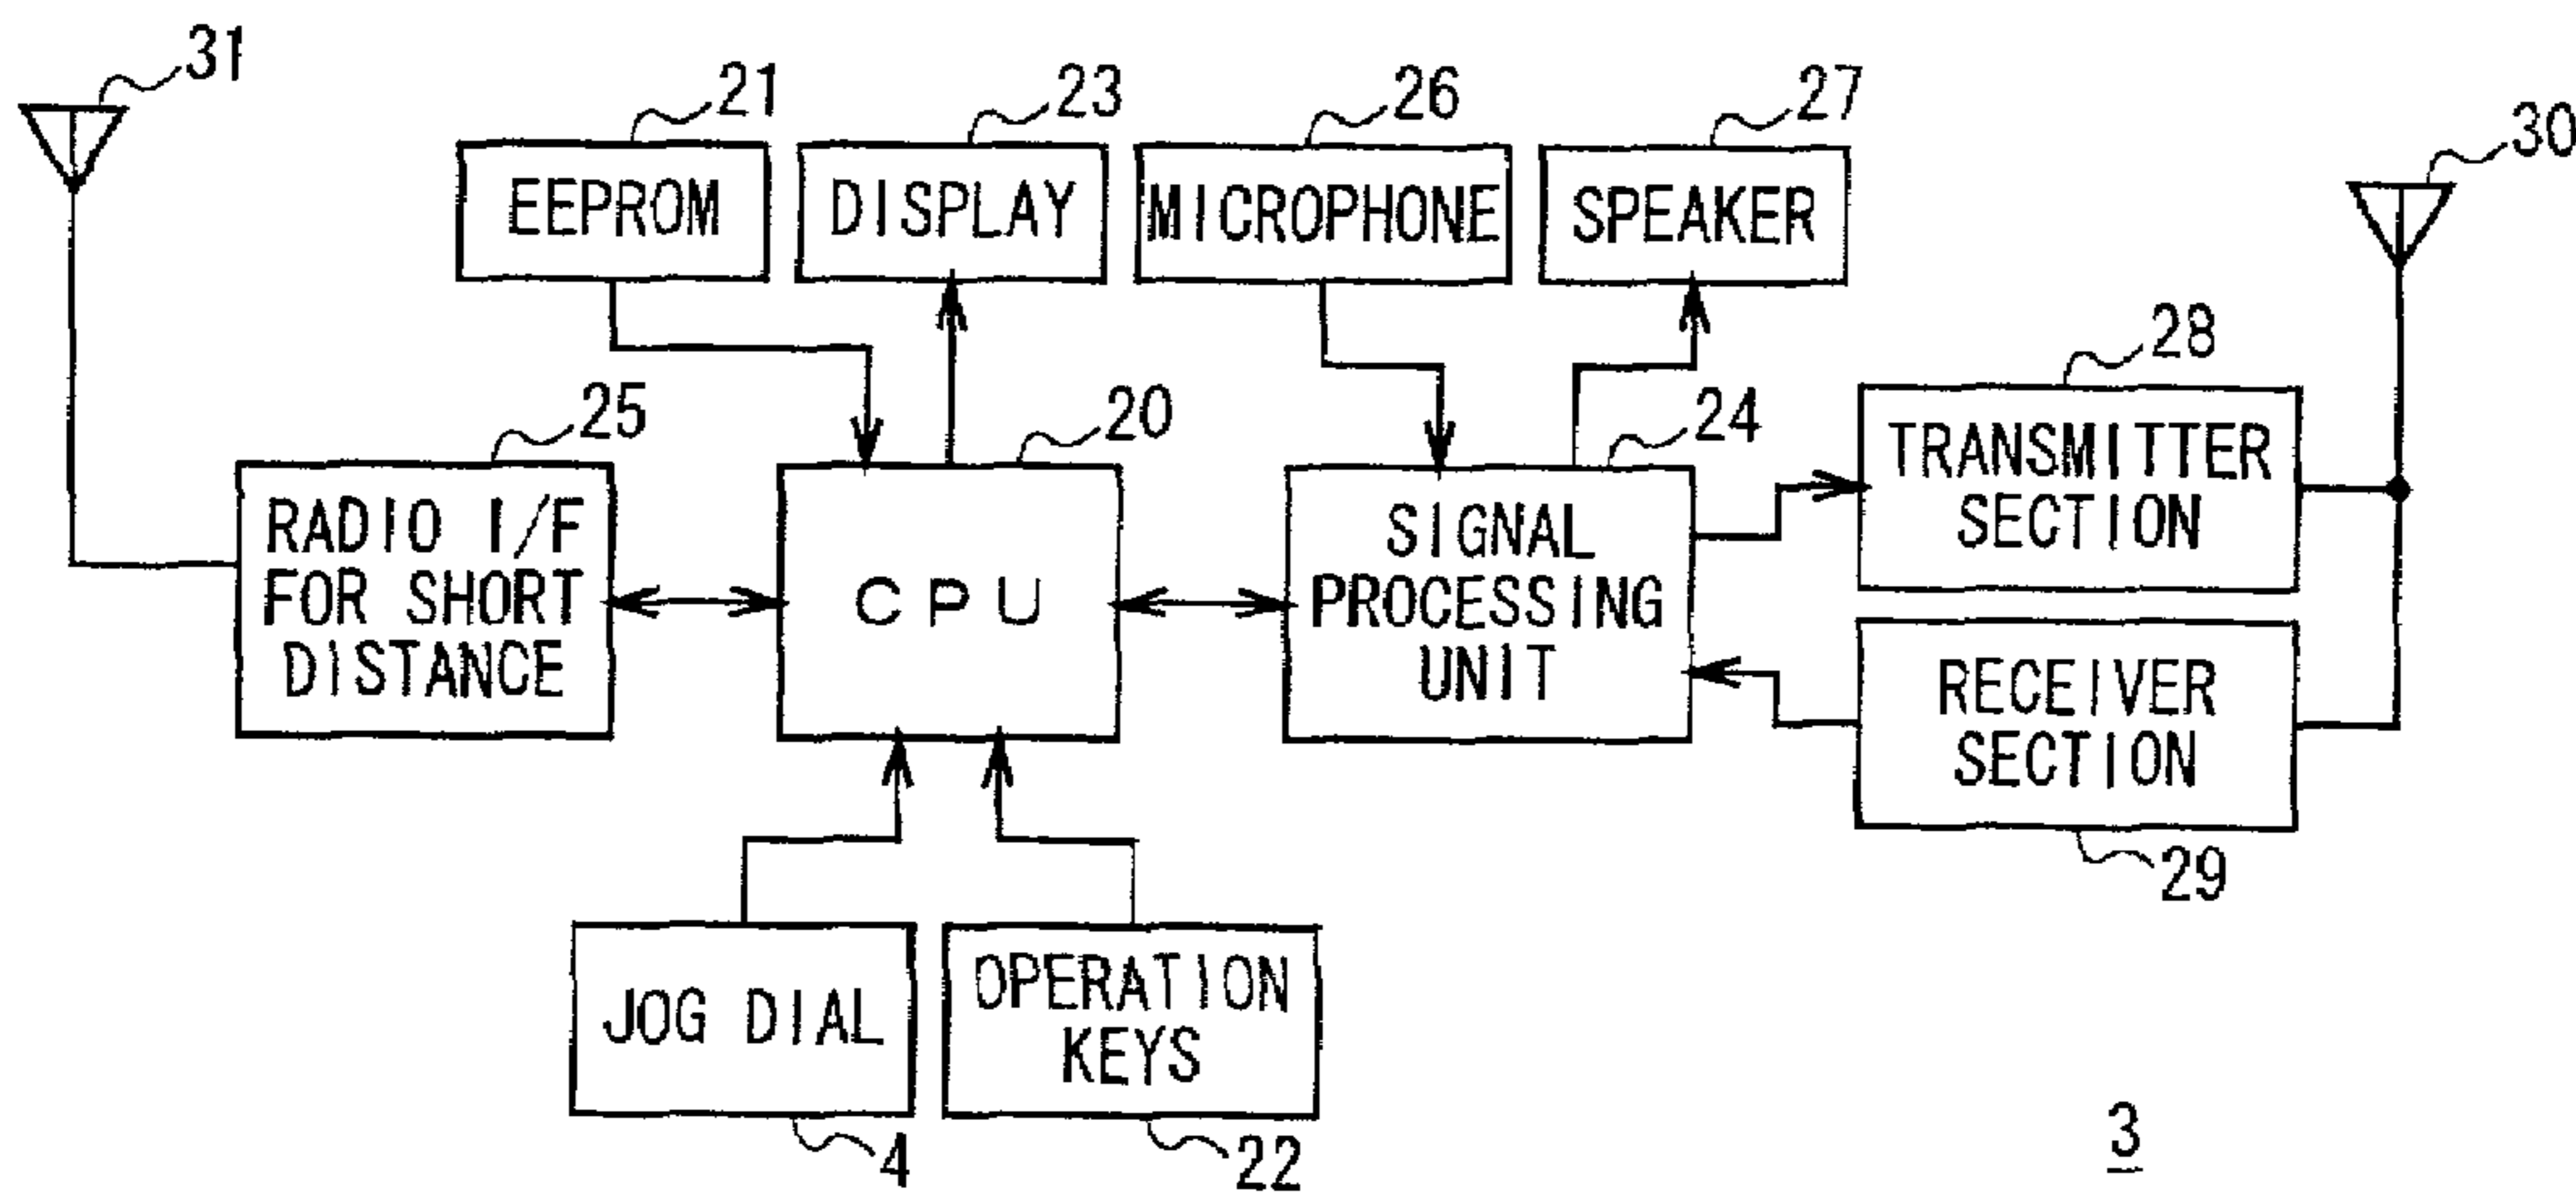 31
21
23
26
27
30
EEPROM
DISPLAY
MICROPHONE
SPEAKER
28
25
20
24
TRANSMITTER
SECTION
RADIO I/F
FOR SHORT
DISTANCE
CPU
SIGNAL
PROCESSING
UNIT
RECEIVER
SECTION
29
JOG DIAL
OPERATION
KEYS
4
22
3